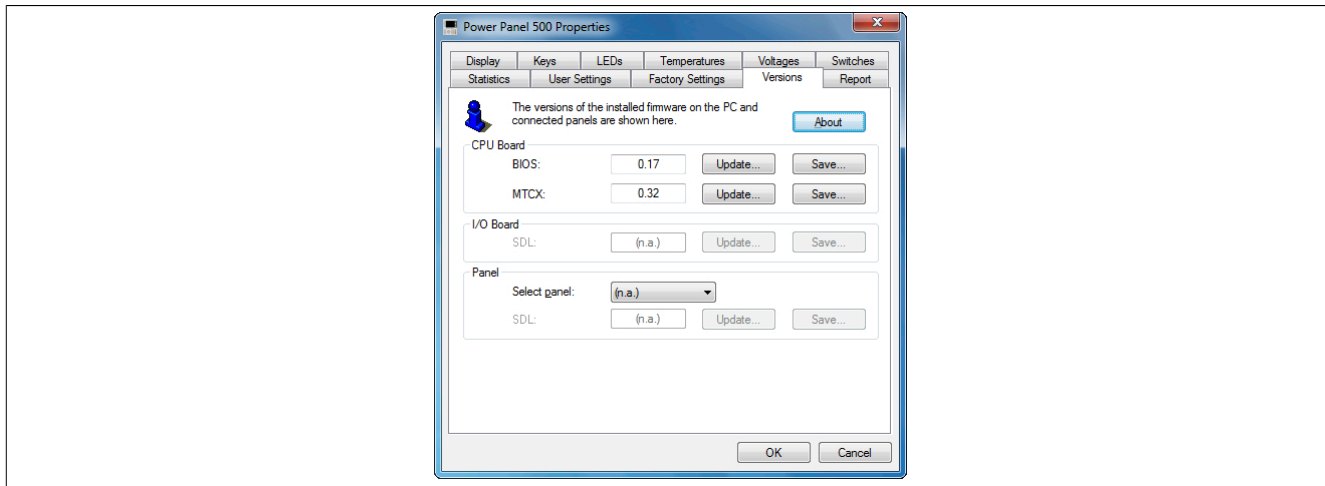 Power Panel 500 Properties
Display Keys LEDs Temperatures Voltages Switches
Statistics User Settings Factory Settings Versions Report
The versions of the installed firmware on the PC and
connected panels are shown here.
About
CPU Board
BIOS: 0.17 Update... Save...
MTCX: 0.32 Update... Save...
I/O Board
SDL: (n.a.) Update... Save...
Panel
Select panel: (n.a.)
SDL: (n.a.) Update... Save...
OK Cancel